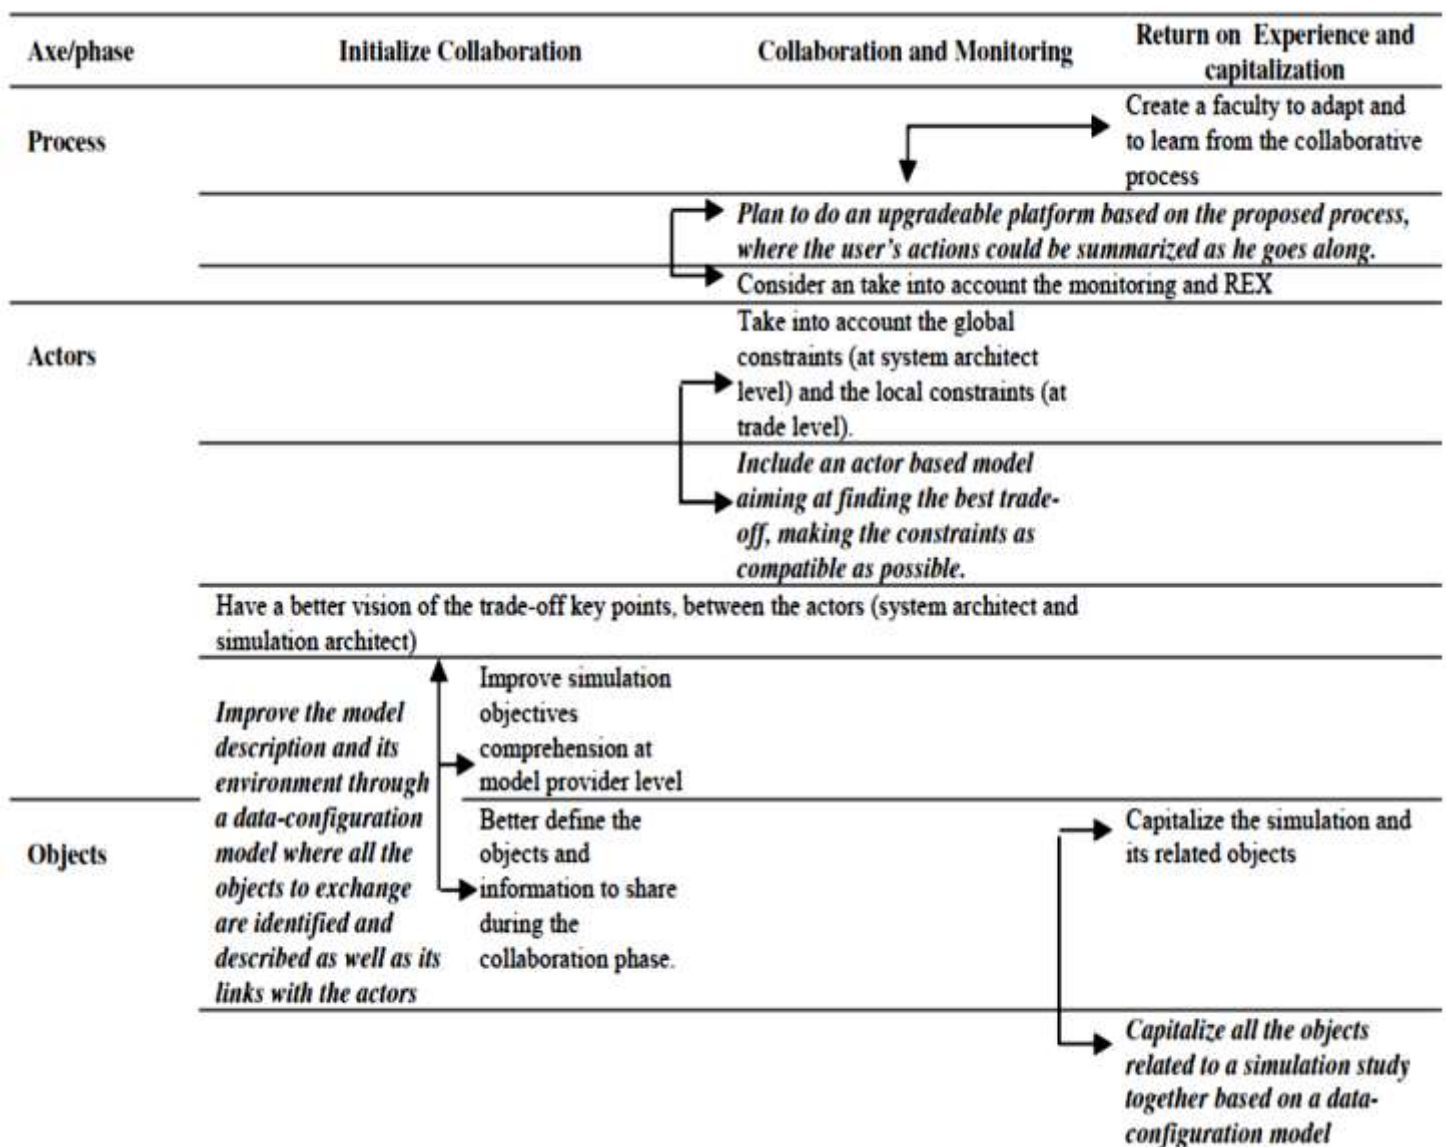 Axe/phase
Initialize Collaboration
Collaboration and Monitoring
Return on Experience and
capitalization
Process
Create a faculty to adapt and
to learn from the collaborative
process
Plan to do an upgradeable platform based on the proposed process,
where the user's actions could be summarized as he goes along.
Consider an take into account the monitoring and REX
Actors
Take into account the global
constraints (at system architect
level) and the local constraints (at
trade level).
Include an actor based model
aiming at finding the best trade-
off, making the constraints as
compatible as possible.
Have a better vision of the trade-off key points, between the actors (system architect and
simulation architect)
Improve the model
description and its
environment through
a data-configuration
model where all the
objects to exchange
are identified and
described as well as its
links with the actors
Improve simulation
objectives
comprehension at
model provider level
Objects
Better define the
objects and
information to share
during the
collaboration phase.
Capitalize the simulation and
its related objects
Capitalize all the objects
related to a simulation study
together based on a data-
configuration model